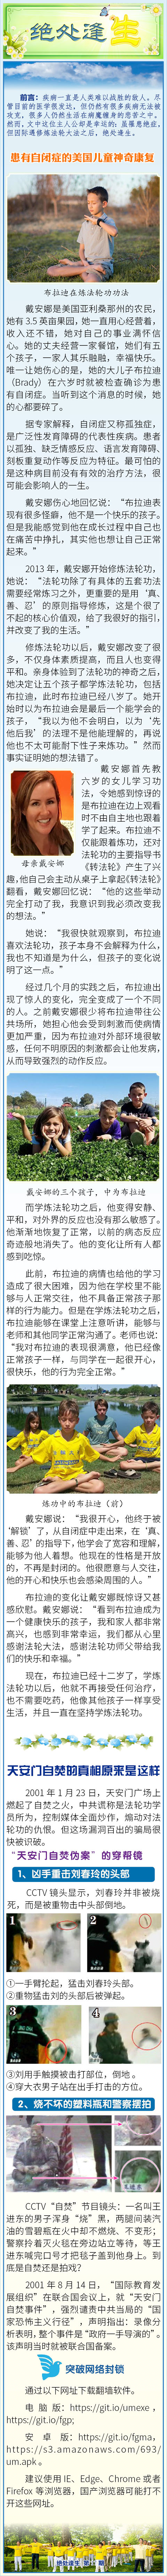 绝处逢生
前言：疾病一直是人类难以战胜的敌人。尽
管目前的医学很发达，但仍然有很多疾病无法被
攻克，很多人仍然生活在病魔缠身的悲苦之中。
然而，文中这位主人公却是幸运的：虽罹患绝症，
但因际遇修炼法轮大法之后，绝处逢生。
患有自闭症的美国儿童神奇康复
布拉迪在炼法轮功功法
戴安娜是美国亚利桑那州的农民，
她有3.5英亩果园，她一直用心经营着，
收入还不错，她对自己的事业满怀信
心。她的丈夫经营一家餐馆，她们有五
个孩子，一家人其乐融融，幸福快乐。
唯一让她伤心的是，她的大儿子布拉迪
（Brady）在六岁时就被检查确诊为患
有自闭症。当听到这个消息的时候，她
的心都要碎了。
据专家解释，自闭症又称孤独症，
是广泛性发育障碍的代表性疾病。患者
以孤独、缺乏情感反应、语言发育障碍、
刻板重复动作等反应为特征。最可怕的
是这种病目前没有有效的治疗方法，很
可能会影响人的一生。
戴安娜伤心地回忆说：“布拉迪表
现有很多怪癖，他不是一个快乐的孩子。
但是我能感觉到他在成长过程中自己也
在痛苦中挣扎，其实他也想让自己正常
起来。”
2013 年，戴安娜开始修炼法轮功，
她说：“法轮功除了有具体的五套功法
需要经常炼习之外，更重要的是用‘真、
善、忍’的原则指导修炼，这是个很了
不起的核心价值观，给了我很好的指引，
并改变了我的生活。”
修炼法轮功以后，戴安娜改变了很
多，不仅身体素质提高，而且人也变得
平和。亲身体验到了法轮功的神奇之后，
她决定让五个孩子都学炼法轮功，包括
布拉迪，此时布拉迪已经八岁了。她开
始时以为布拉迪会是最后一个能学会的
孩子，“我以为他不会明白，以为‘先
他后我’的法理不是他能理解的，再说
他也不太可能耐下性子来炼功。”然而
事实证明她的想法错了。
母亲戴安娜
戴安娜首先教
六岁的女儿学习功
法，令她感到惊讶的
是布拉迪在边上观看
时不由自主地也跟着
学了起来。布拉迪不
仅能跟着炼功，还对
法轮功的主要指导书
《转法轮》产生了兴
趣，他自己会主动从桌子上拿起《转法轮》
翻看，戴安娜回忆说：“他的这些举动
完全打动了我，我意识到我必须改变我
的想法。”
她说：“我很快就观察到，布拉迪
喜欢法轮功，孩子本身不会解释为什么，
我也不知道是为什么，但孩子的变化说
明了这一点。”
经过几个月的实践之后，布拉迪出
现了惊人的变化，完全变成了一个不同
的人。之前戴安娜很少将布拉迪带往公
共场所，她担心他会受到刺激而使病情
更加严重，因为布拉迪对外部环境很敏
感，任何不明原因的刺激都会让他发病，
从而导致强烈的动作反应。
戴安娜的三个孩子，中为布拉迪
而学炼法轮功之后，他变得安静、
平和，对外界的反应也没有那么敏感了。
他渐渐地恢复了正常，以前的病态反应
奇迹般地消失了。他的变化让所有人都
感到吃惊。
此前，布拉迪的病情也给他的学习
造成了很大困难，因为他在学校里不能
够与人正常交往，他不具备正常孩子那
样的行为能力。但是在学炼法轮功之后，
布拉迪能够在课堂上注意听讲，能够与
老师和其他同学正常沟通了。老师也说：
“我对布拉迪的表现很满意，他已经像
正常孩子一样，与同学在一起很开心，
很快乐，他的行为完全正常。”
炼功中的布拉迪（前）
戴安娜说：“我很开心，他终于被
‘解锁’了，从自闭症中走出来，在‘真、
善、忍’的指导下，他学会了宽容和理解，
能够为他人着想。他现在的性格是开放
的，不再是封闭的。他很愿意与人交往，
他的开心和快乐也会感染周围的人。”
布拉迪的变化让戴安娜既惊讶又甚
感欣慰。戴安娜说：“看到布拉迪成为
一个健康快乐的孩子，我和家人都非常
高兴，也感到非常幸运，我们都从心里
感谢法轮大法，感谢法轮功师父带给我
们的快乐和幸福。”
现在，布拉迪已经十二岁了，学炼
法轮功以后，他就不再接受任何治疗，
也不需要吃药，他像其他孩子一样享受
生活，并且一直在坚持学炼法轮功。
天安门自焚的真相原来是这样
2001 年 1 月 23 日，天安门广场上
燃起了自焚之火，中共谎称是法轮功学
员所为，控制媒体全面炒作，煽动对法
轮功的仇恨。但这场漏洞百出的骗局很
快被识破。
“天安门自焚伪案”的穿帮镜
1、凶手重击刘春玲的头部
CCTV 镜头显示，刘春玲并非被烧
死，而是被重物击中头部倒地。
1
2
3
4
①一手臂抡起，猛击刘春玲头部。
②重物猛击刘的头部后被弹起。
③刘用手触摸被击打部位，倒地。
④穿大衣男子站在出手打击的方位。
2、烧不坏的塑料瓶和警察摆拍
CCTV“自焚”节目镜头：一名叫王
进东的男子浑身“烧”黑，两腿间装汽
油的雪碧瓶在火中却不燃烧、不变形；
警察拎着灭火毯在旁边站立等待，等王
进东喊完口号才把毯子盖到他身上。到
底是自焚还是拍戏？
2001 年 8 月 14 日，“国际教育发
展组织”在联合国会议上，就“天安门
自焚事件”，强烈谴责中共当局的“国
家恐怖主义行径”，声明指出：录像分
析表明，整个事件是“政府一手导演的”。
该声明当时就被联合国备案。
突破网络封锁
通过以下网址下载翻墙软件。
电 脑 版：https://git.io/umexe，
https://git.io/fgp;
安 卓 版：https://git.io/fgma，
https://s3.amazonaws.com/693/
um.apk 。
建议使用 IE、Edge、Chrome 或者
Firefox 等浏览器，国产浏览器可能打不
开这些网址。